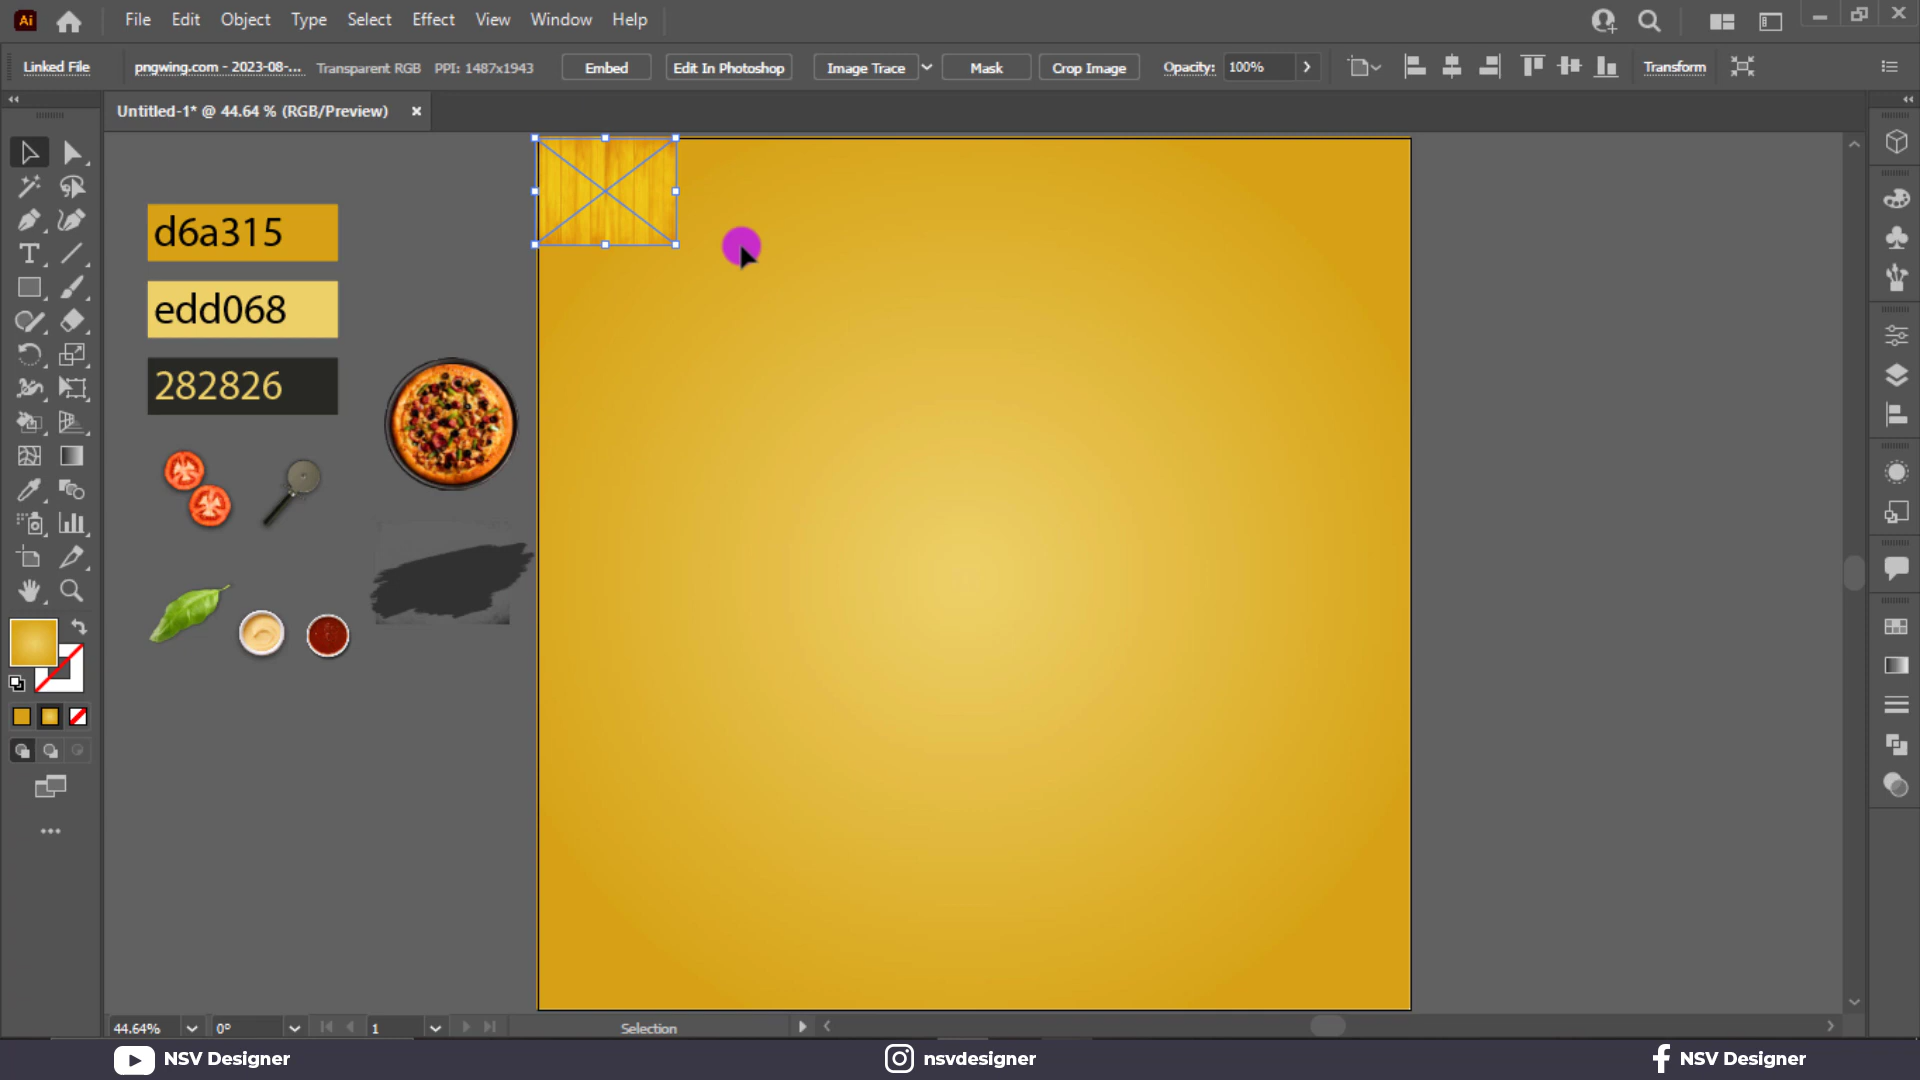 Ai File Edit Object Type Select Effect View Window Help
Linked File pngwing.com - 2023-08-... Transparent RGB PPI: 1487x1943 Embed Edit In Photoshop Image Trace Mask Crop Image Opacity: 100% Transform
Untitled-1* @ 44.64 % (RGB/Preview)
d6a315
edd068
282826
44.64% 0° 1 Selection
NSV Designer nsvdesigner NSV Designer